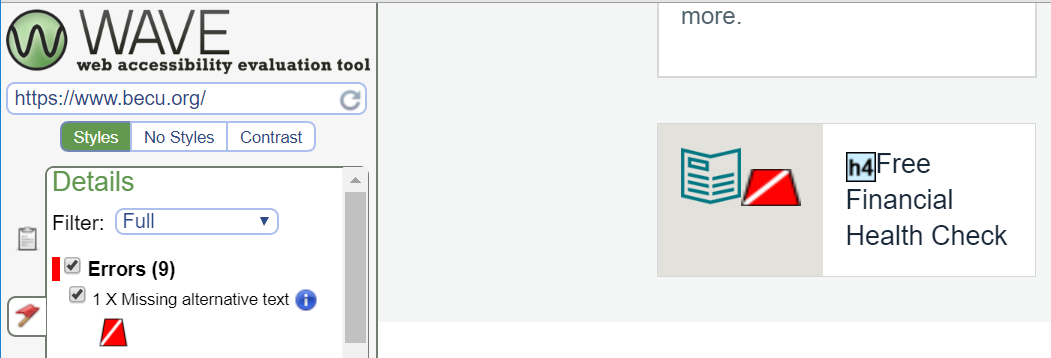 WAVE
web accessibility evaluation tool
https://www.becu.org/
Styles No Styles Contrast
Details
Filter: Full
Errors (9)
1 X Missing alternative text i
more.
h4 Free
Financial
Health Check